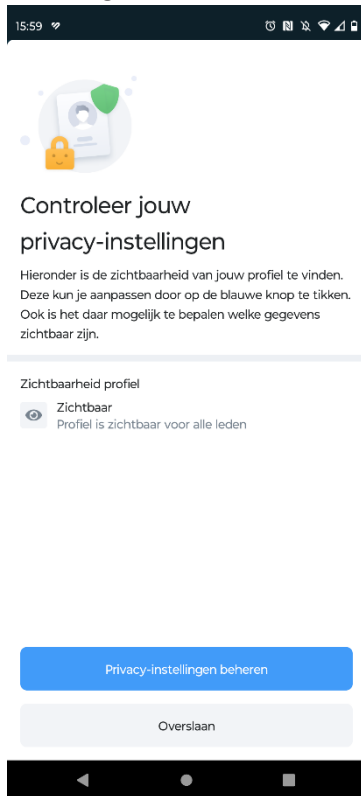 15:59
Controleer jouw
privacy-instellingen
Hieronder is de zichtbaarheid van jouw profiel te vinden.
Deze kun je aanpassen door op de blauwe knop te tikken.
Ook is het daar mogelijk te bepalen welke gegevens
zichtbaar zijn.
Zichtbaarheid profiel
Zichtbaar
Profiel is zichtbaar voor alle leden
Privacy-instellingen beheren
Overslaan